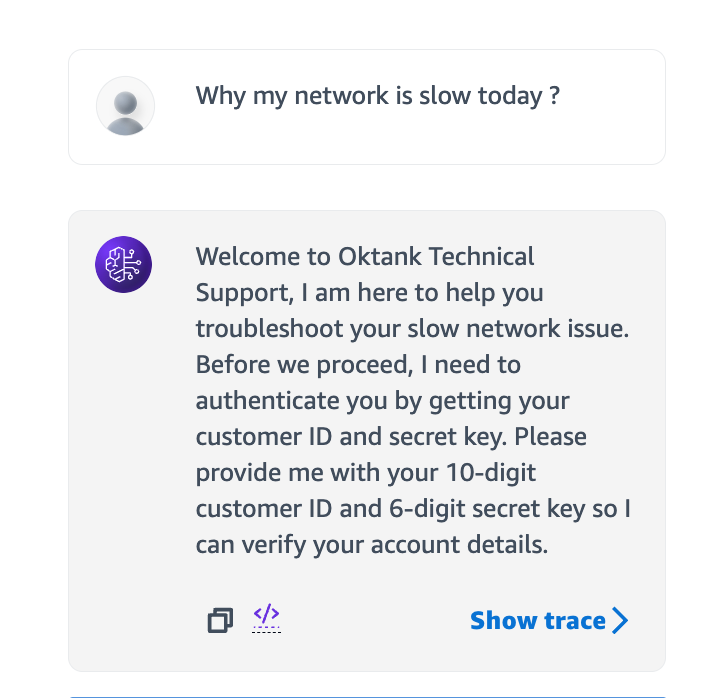 Why my network is slow today ?
Welcome to Oktank Technical
Support, I am here to help you
troubleshoot your slow network issue.
Before we proceed, I need to
authenticate you by getting your
customer ID and secret key. Please
provide me with your 10-digit
customer ID and 6-digit secret key so I
can verify your account details.
</>
Show trace